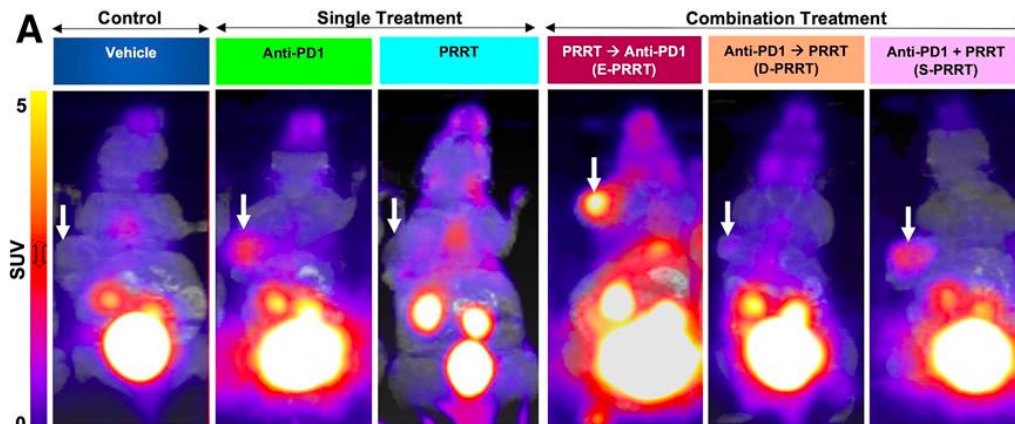 A
Control
Single Treatment
Combination Treatment
Vehicle
Anti-PD1
PRRT
PRRT → Anti-PD1
(E-PRRT)
Anti-PD1 → PRRT
(D-PRRT)
Anti-PD1 + PRRT
(S-PRRT)
5
SUV
0